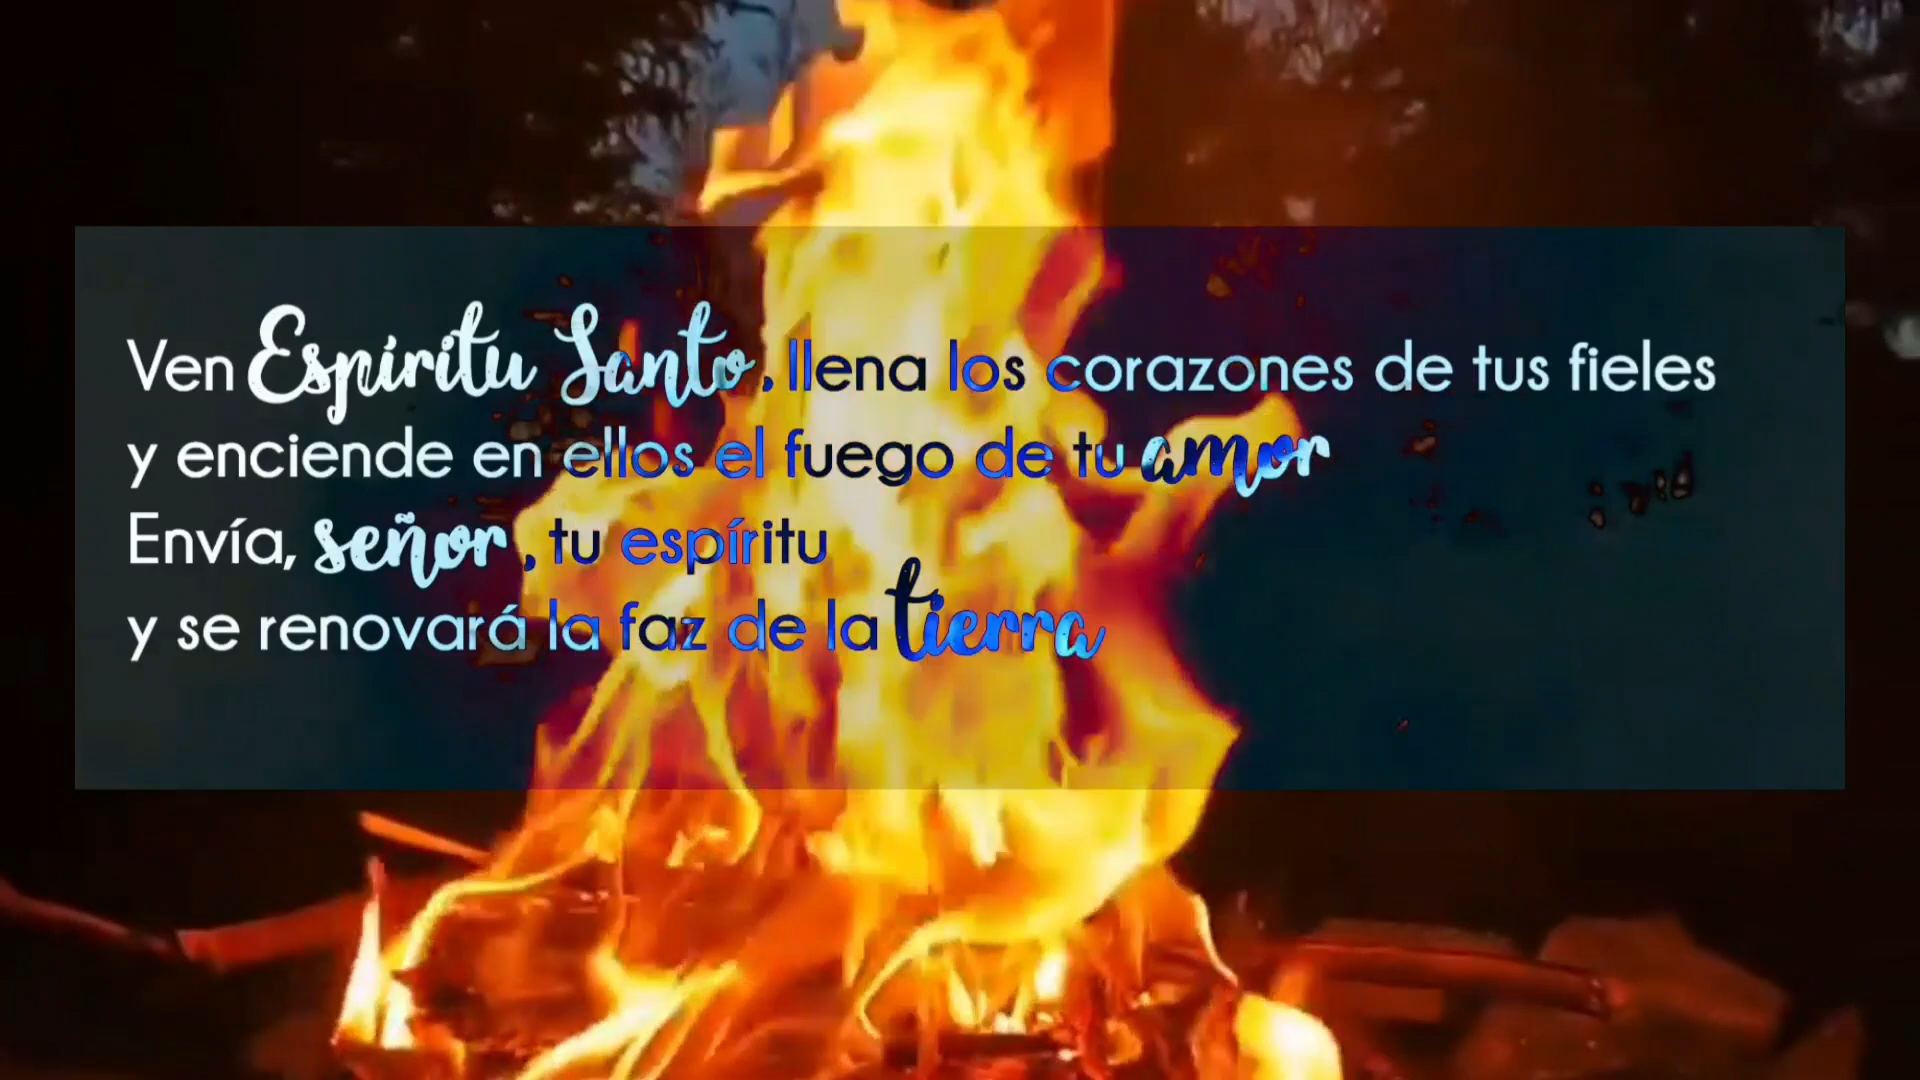 Ven Espíritu Santo, llena los corazones de tus fieles
y enciende en ellos el fuego de tu amor
Envía, señor, tu espíritu
y se renovará la faz de la tierra